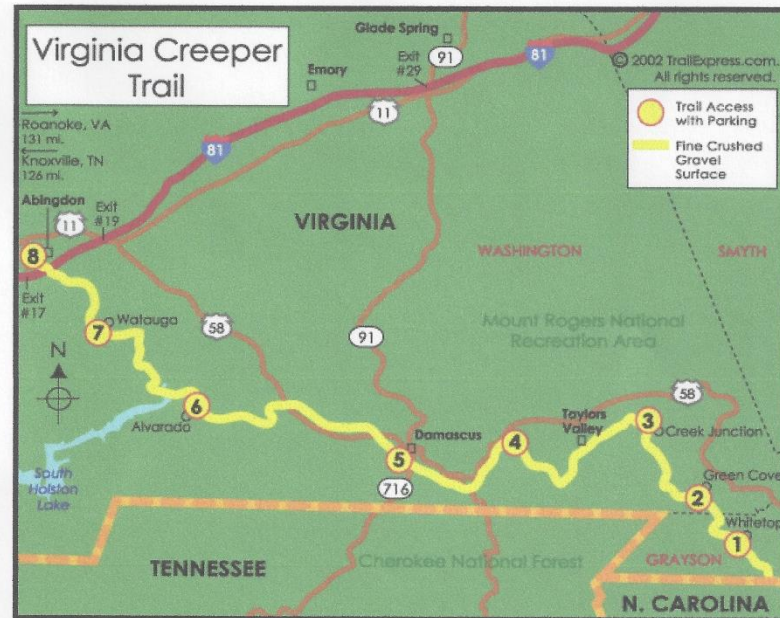 Virginia Creeper
Trail
Glade Spring
91
Exit
#29
81
© 2002 TrailExpress.com.
All rights reserved.
Emory
11
Trail Access
with Parking
Fine Crushed
Gravel
Surface
Roanoke, VA
131 mi.
Knoxville, TN
126 mi.
81
Abingdon
11
Exit
#19
VIRGINIA
WASHINGTON
SMYTH
8
Exit
#17
7
Watauga
58
91
Mount Rogers National
Recreation Area
N
6
Alvarado
58
Taylors
Valley
3
Creek Junction
4
Damascus
5
716
Green Cove
2
South
Holston
Lake
Whitetop
1
GRAYSON
TENNESSEE
Cherokee National Forest
N. CAROLINA